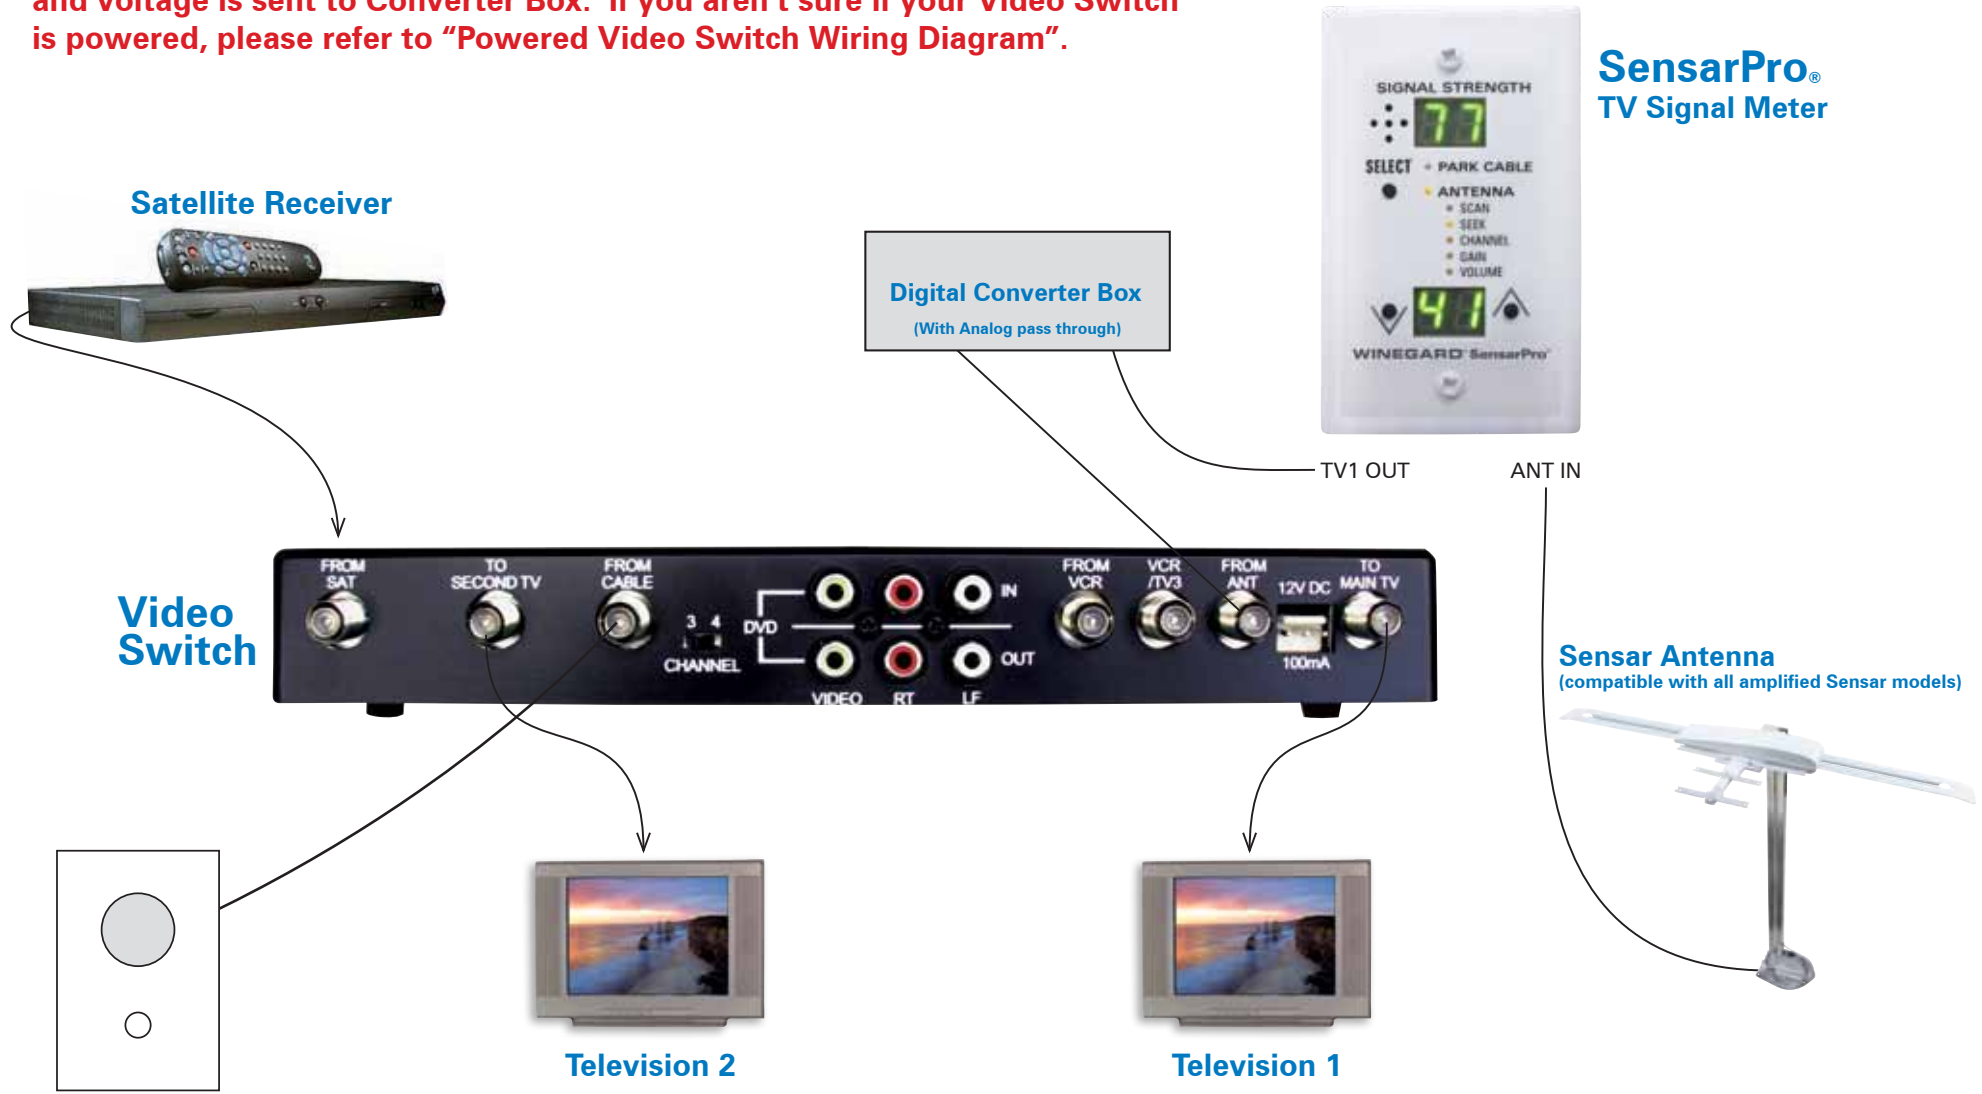 and voltage is sent to Converter Box. If you aren't sure if your Video Switch
is powered, please refer to “Powered Video Switch Wiring Diagram”.
SensarPro®
TV Signal Meter
SIGNAL STRENGTH
77
SELECT
PARK CABLE
ANTENNA
SCAN
SEEK
CHANNEL
GAIN
VOLUME
41
WINEGARD SensarPro
Satellite Receiver
Digital Converter Box
(With Analog pass through)
TV1 OUT
ANT IN
Video
Switch
FROM
SAT
TO
SECOND TV
FROM
CABLE
3 4
CHANNEL
DVD
IN
OUT
VIDEO
RT
LF
FROM
VCR
VCR
/TV3
FROM
ANT
12V DC
100mA
TO
MAIN TV
Sensar Antenna
(compatible with all amplified Sensar models)
Television 2
Television 1